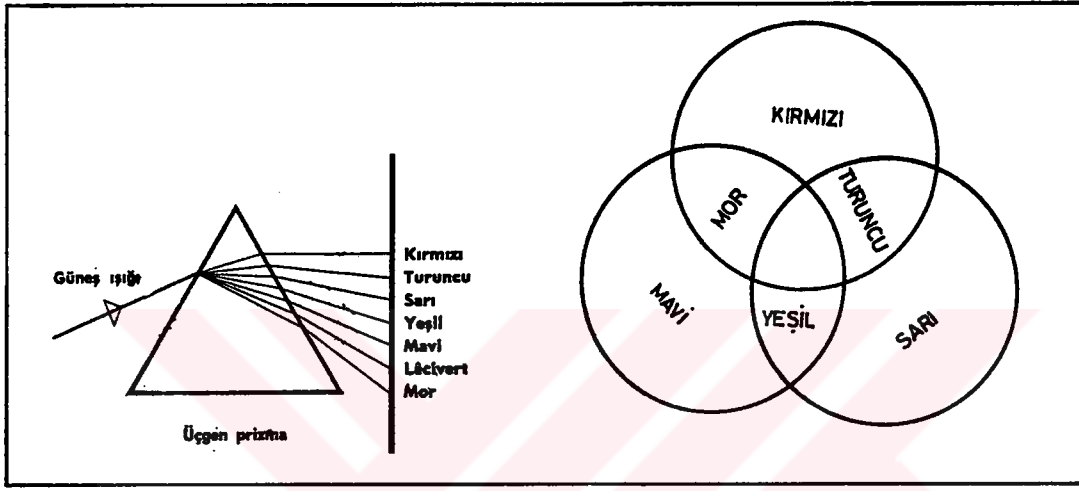 Güneş ışığı
Kırmızı
Turuncu
Sarı
Yeşil
Mavi
Lâcivert
Mor
Üçgen prizma
KIRMIZI
MOR
TURUNCU
MAVİ
YEŞİL
SARI